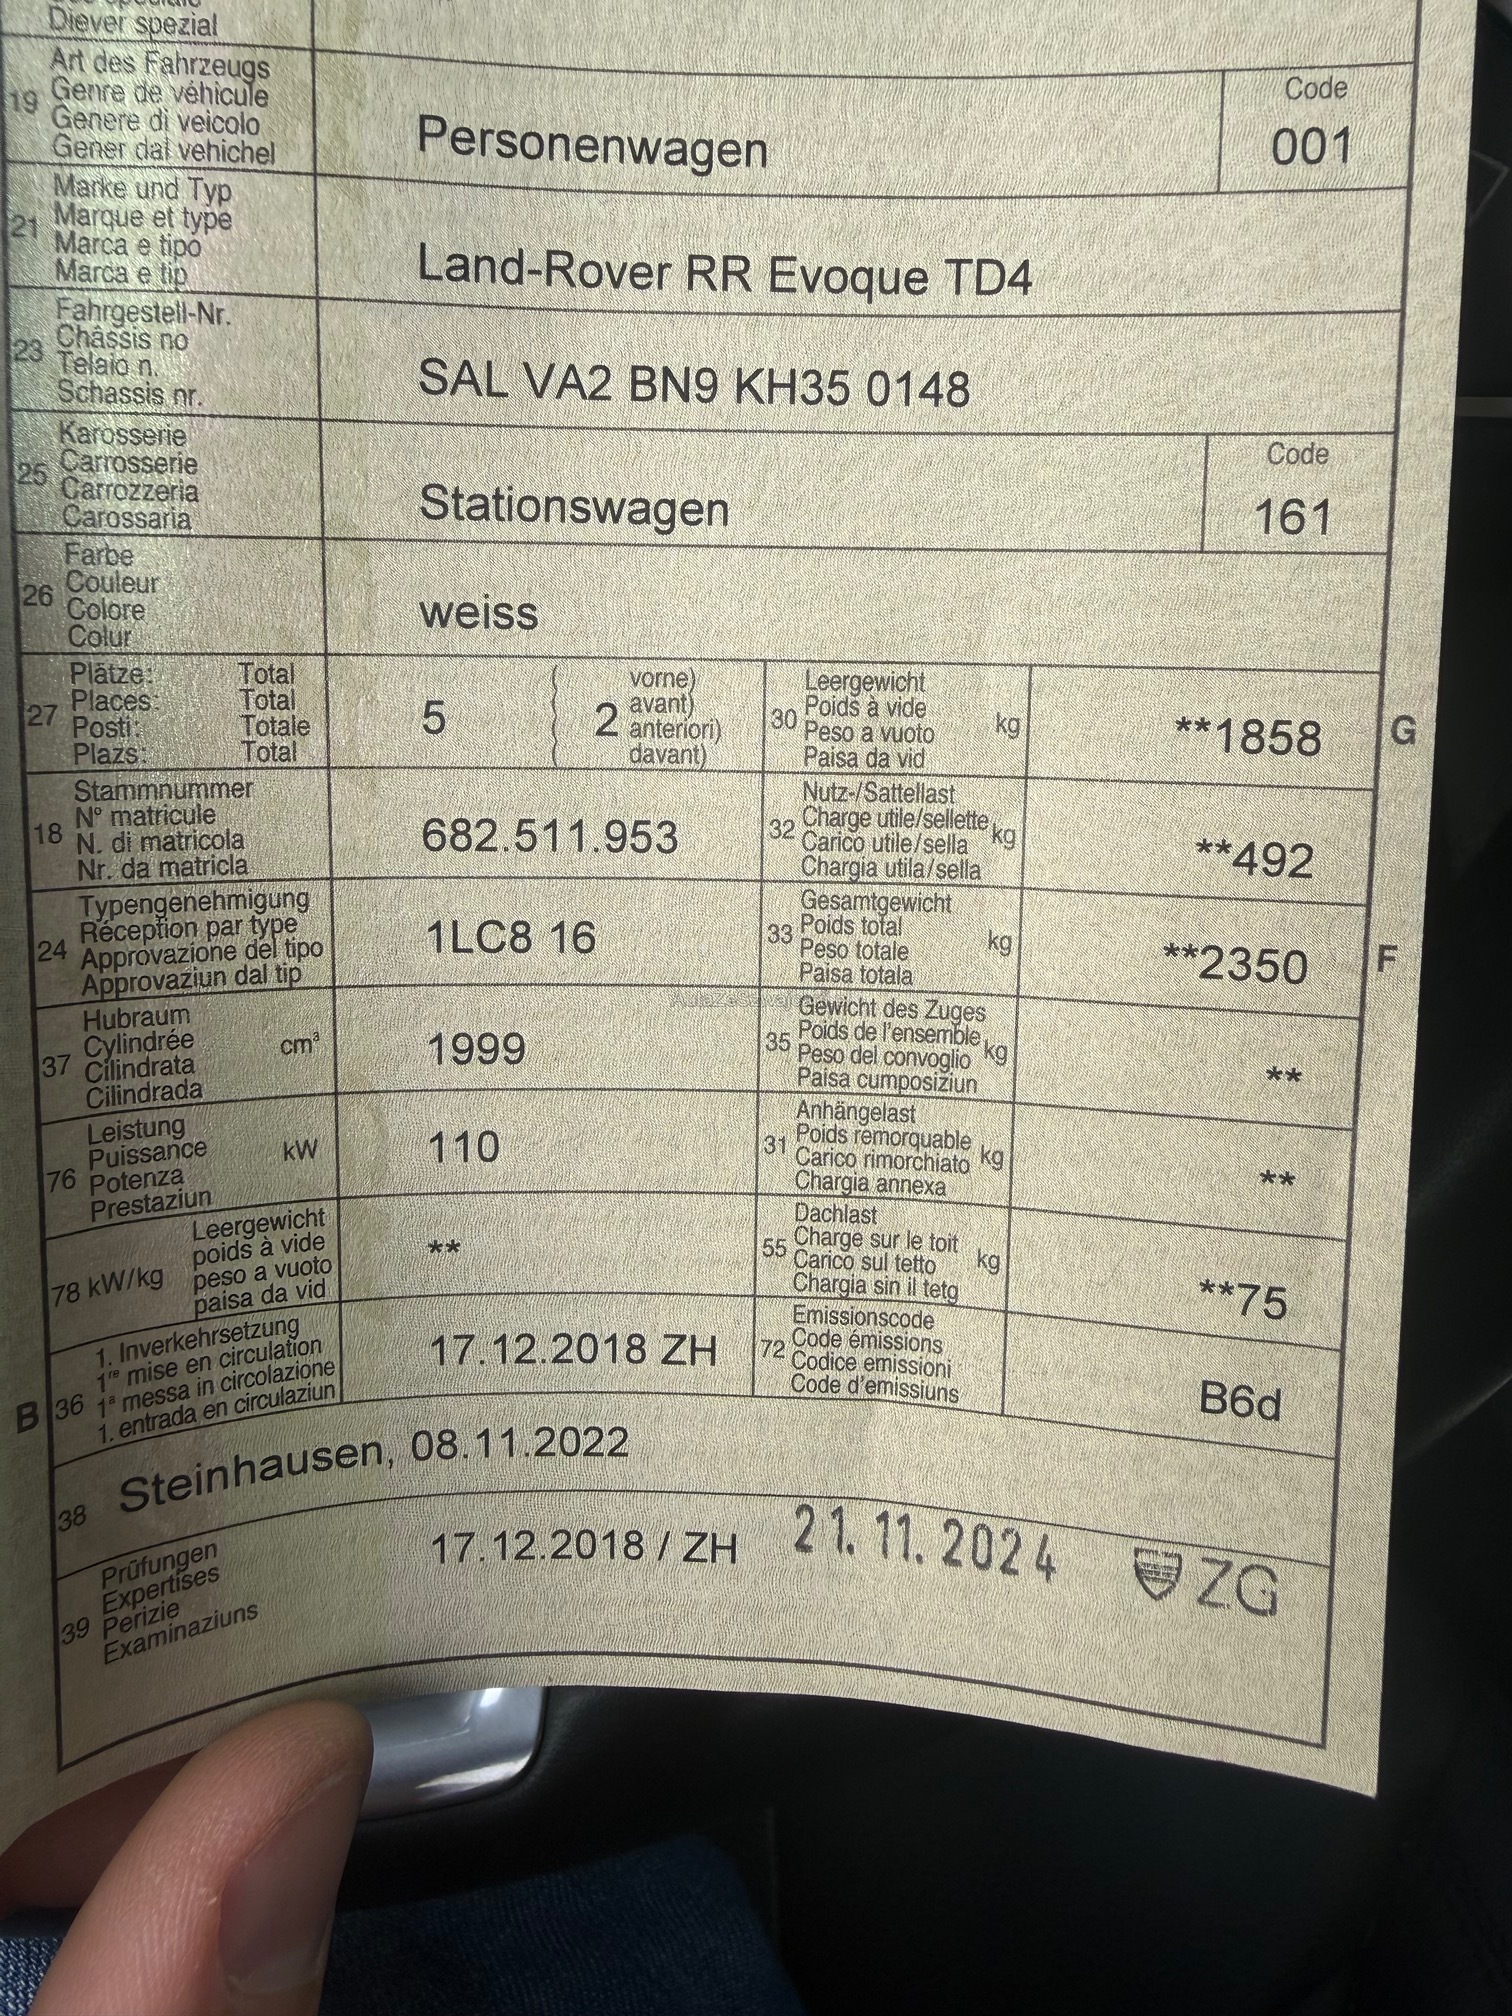 Diever spezial
19
Art des Fahrzeugs
Genre de véhicule
Genere di veicolo
Gener dal vehichel
Personenwagen
Code
001
21
Marke und Typ
Marque et type
Marca e tipo
Marca e tip
Land-Rover RR Evoque TD4
23
Fahrgestell-Nr.
Châssis no
Telaio n.
Schassis nr.
SAL VA2 BN9 KH35 0148
25
Karosserie
Carrosserie
Carrozzeria
Carossaria
Stationswagen
Code
161
26
Farbe
Couleur
Colore
Colur
weiss
27
Plätze: Total
Places: Total
Posti: Totale
Plazs: Total
5
( 2 vorne)
avant)
anteriori)
davant)
30
Leergewicht
Poids à vide
Peso a vuoto
Paisa da vid
kg
**1858
G
18
Stammnummer
N° matricule
N. di matricola
Nr. da matricla
682.511.953
32
Nutz-/Sattellast
Charge utile/sellette
Carico utile/sella
Chargia utila/sella
kg
**492
24
Typengenehmigung
Réception par type
Approvazione del tipo
Approvaziun dal tip
1LC8 16
33
Gesamtgewicht
Poids total
Peso totale
Paisa totala
kg
**2350
F
37
Hubraum
Cylindrée
Cilindrata
Cilindrada
cm³
1999
35
Gewicht des Zuges
Poids de l'ensemble
Peso del convoglio
Paisa cumposiziun
kg
**
76
Leistung
Puissance
Potenza
Prestaziun
kW
110
31
Anhängelast
Poids remorquable
Carico rimorchiato
Chargia annexa
kg
**
78 kW/kg
Leergewicht
poids à vide
peso a vuoto
paisa da vid
**
55
Dachlast
Charge sur le toit
Carico sul tetto
Chargia sin il tetg
kg
**75
B
36
1. Inverkehrsetzung
1re mise en circulation
1a messa in circolazione
1. entrada en circulaziun
17.12.2018 ZH
72
Emissionscode
Code émissions
Codice emissioni
Code d'emissiuns
B6d
38
Steinhausen, 08.11.2022
39
Prüfungen
Expertises
Perizie
Examinaziuns
17.12.2018 / ZH
21.11.2024
ZG